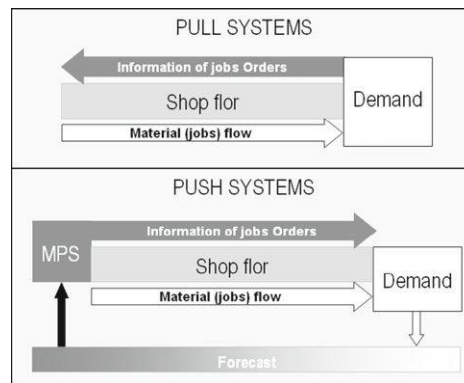 PULL SYSTEMS
Information of jobs Orders
Shop flor
Demand
Material (jobs) flow
PUSH SYSTEMS
Information of jobs Orders
MPS
Shop flor
Demand
Material (jobs) flow
Forecast